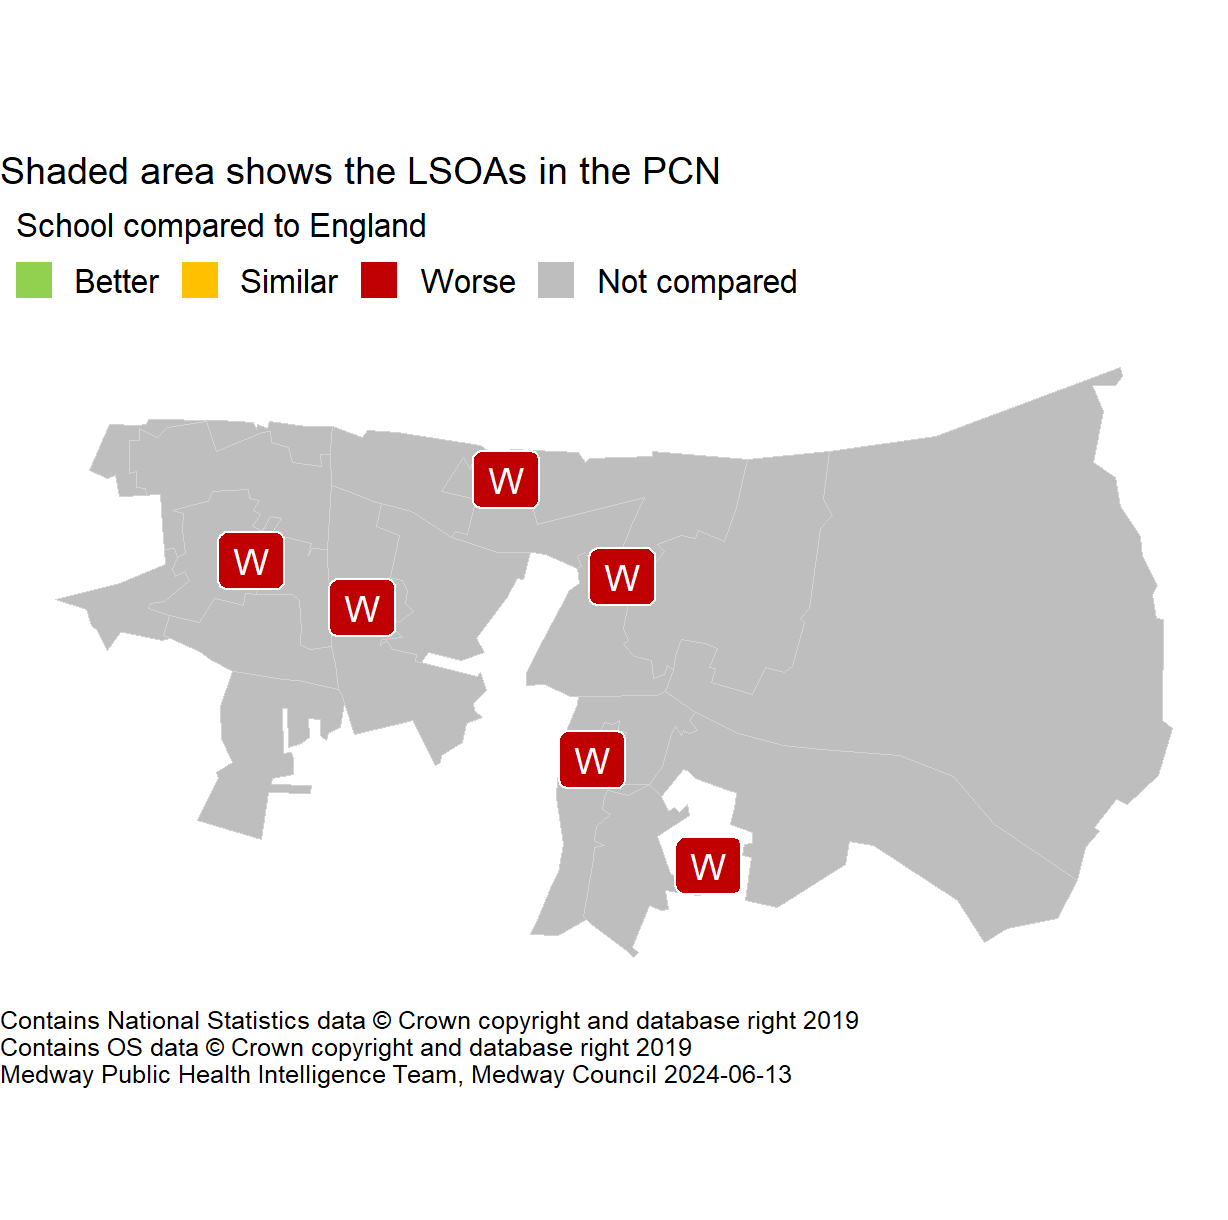 Shaded area shows the LSOAs in the PCN
School compared to England
Better Similar Worse Not compared
W
W
W
W
W
W
Contains National Statistics data © Crown copyright and database right 2019
Contains OS data © Crown copyright and database right 2019
Medway Public Health Intelligence Team, Medway Council 2024-06-13